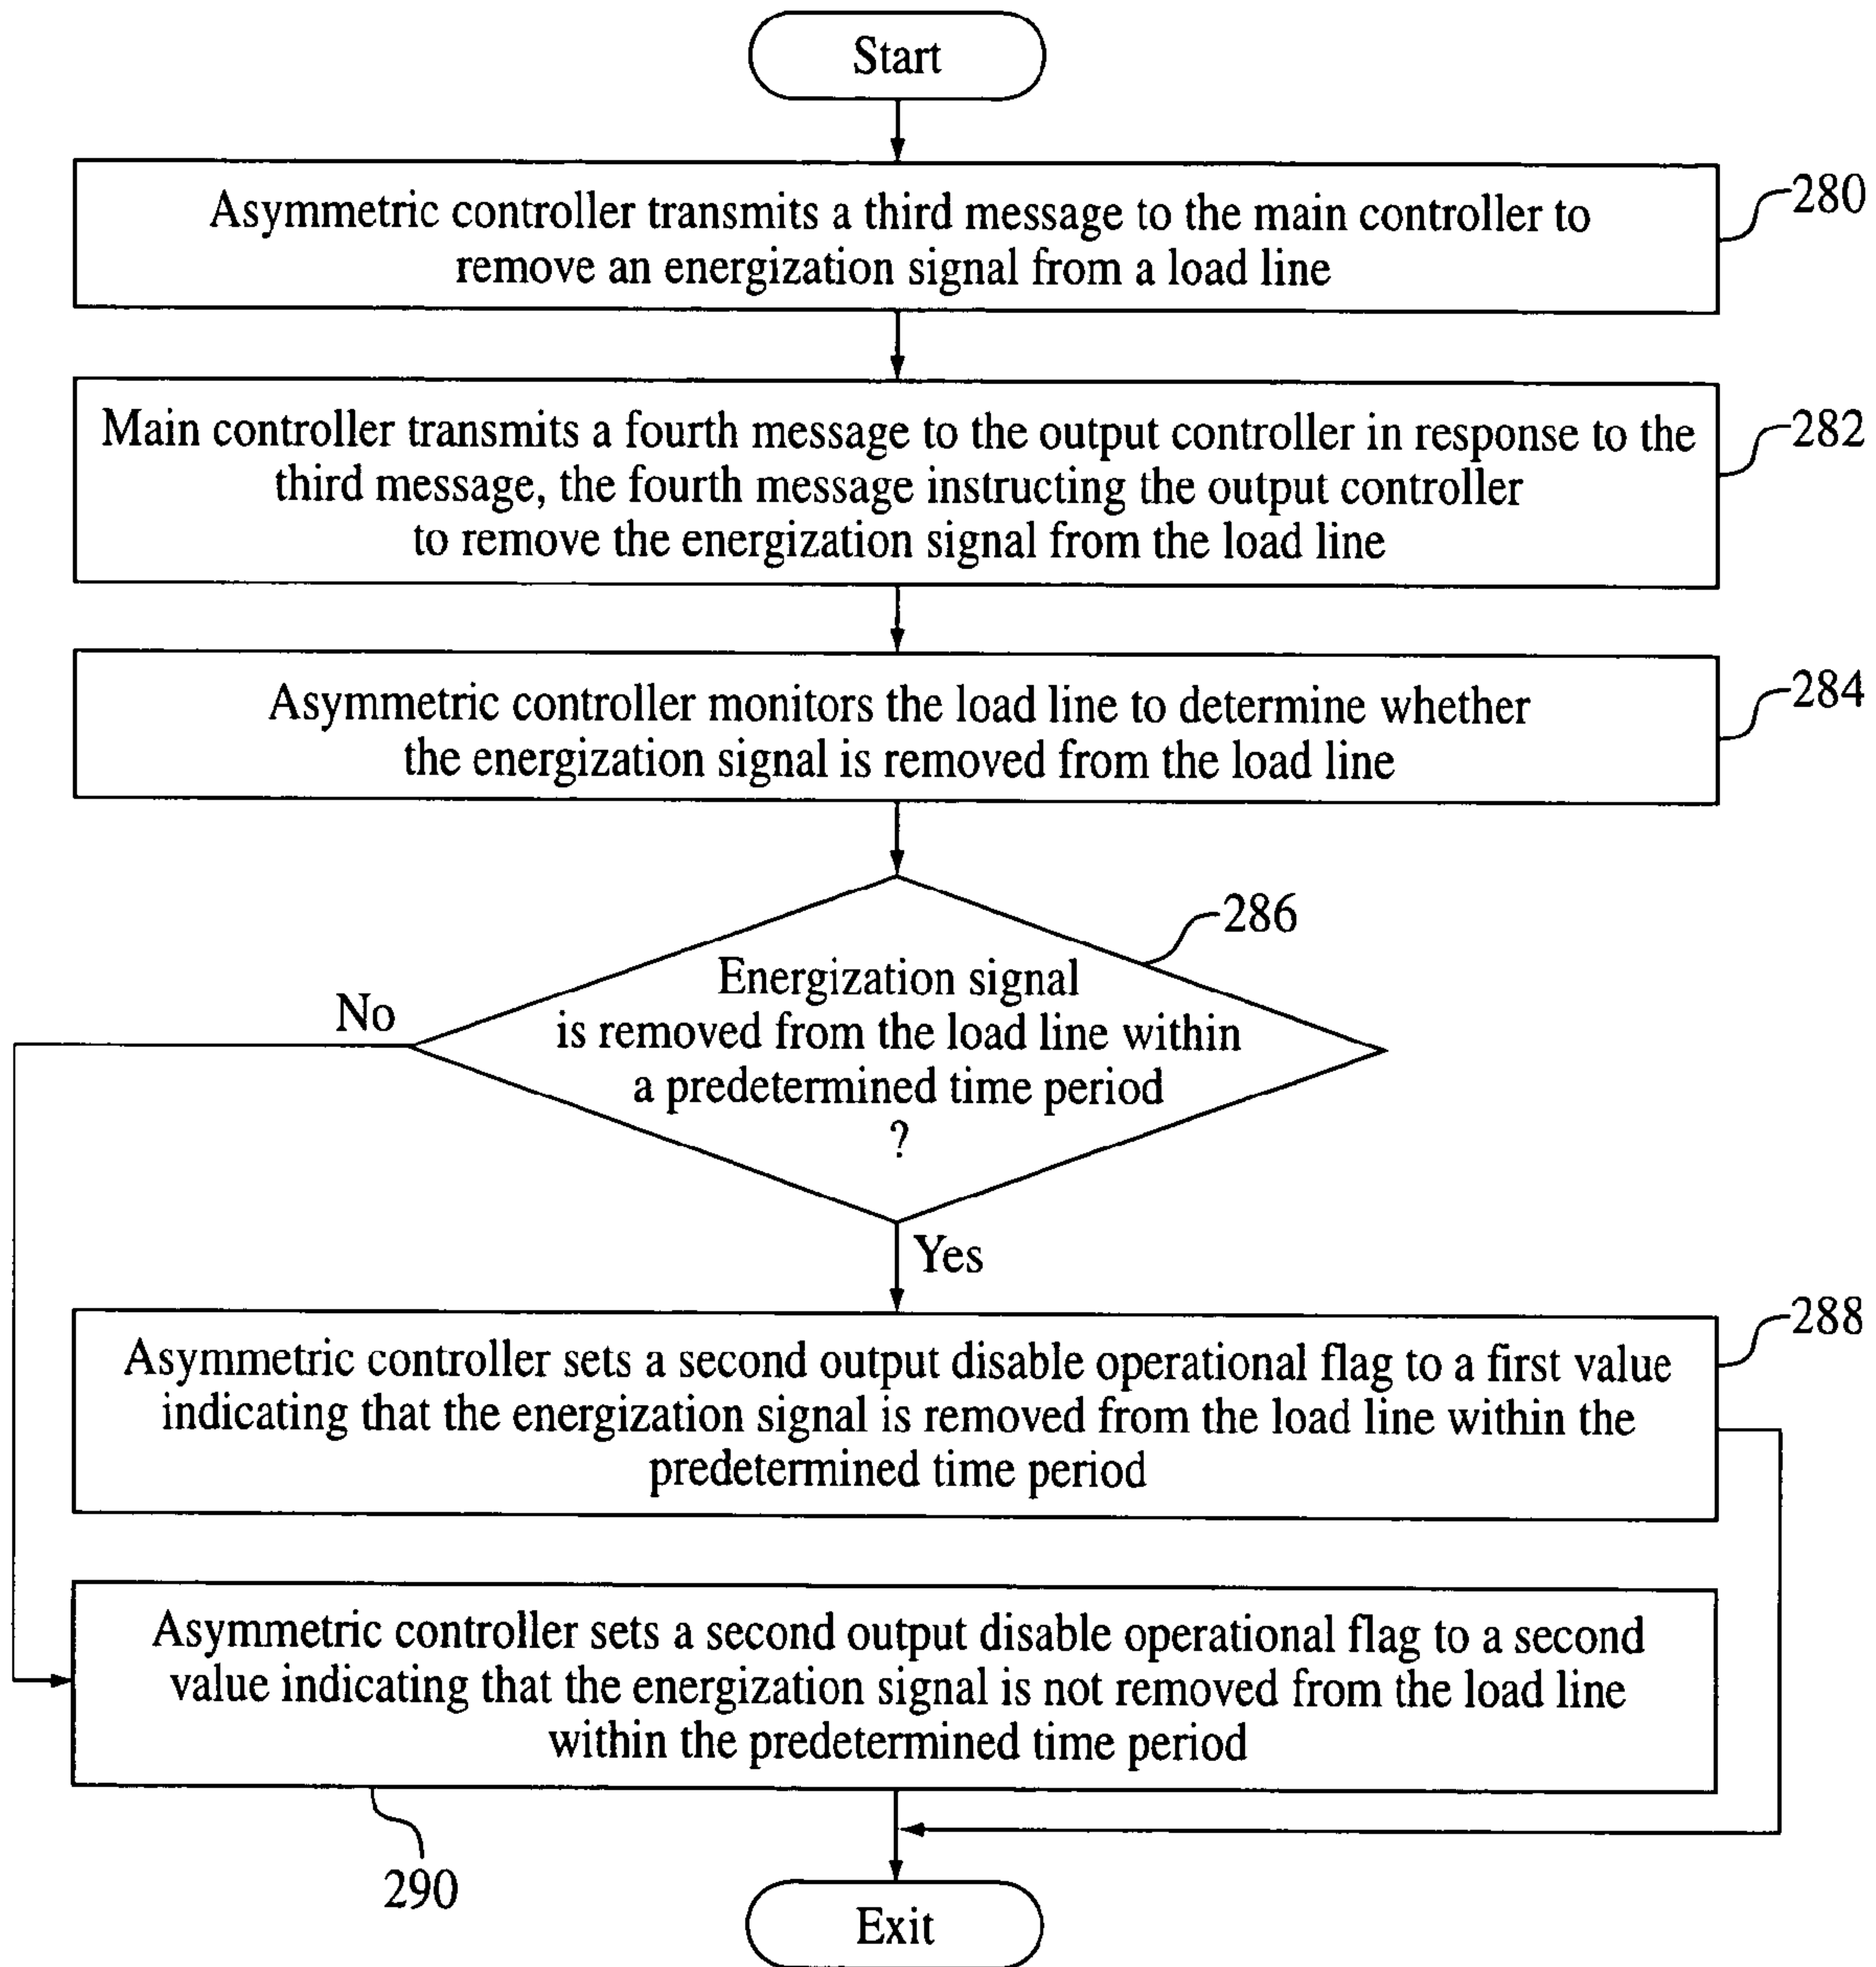 Start
Asymmetric controller transmits a third message to the main controller to
remove an energization signal from a load line
280
Main controller transmits a fourth message to the output controller in response to the
third message, the fourth message instructing the output controller
to remove the energization signal from the load line
282
Asymmetric controller monitors the load line to determine whether
the energization signal is removed from the load line
284
286
Energization signal
is removed from the load line within
a predetermined time period
?
No
Yes
Asymmetric controller sets a second output disable operational flag to a first value
indicating that the energization signal is removed from the load line within the
predetermined time period
288
Asymmetric controller sets a second output disable operational flag to a second
value indicating that the energization signal is not removed from the load line
within the predetermined time period
290
Exit